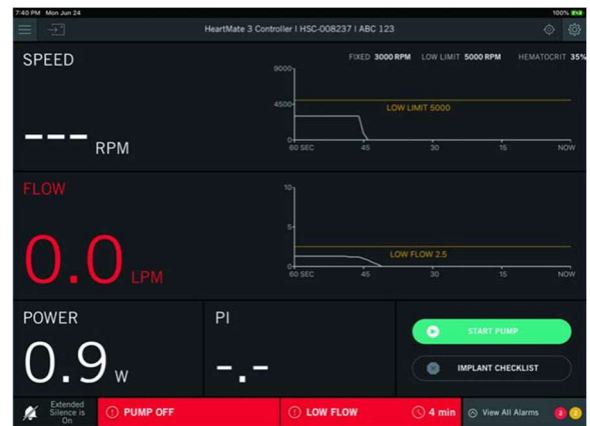 7:40 PM Mon Jun 24
100%
HeartMate 3 Controller I HSC-008237 I ABC 123
SPEED
FIXED 3000 RPM LOW LIMIT 5000 RPM HEMATOCRIT 35%
9000
4500
LOW LIMIT 5000
0
--- RPM
60 SEC 45 30 15 NOW
FLOW
10
5
LOW FLOW 2.5
0
0.0 LPM
60 SEC 45 30 15 NOW
POWER
PI
START PUMP
0.9 W
-.-
IMPLANT CHECKLIST
Extended
Silence is
On
PUMP OFF
LOW FLOW
4 min
View All Alarms
2 2